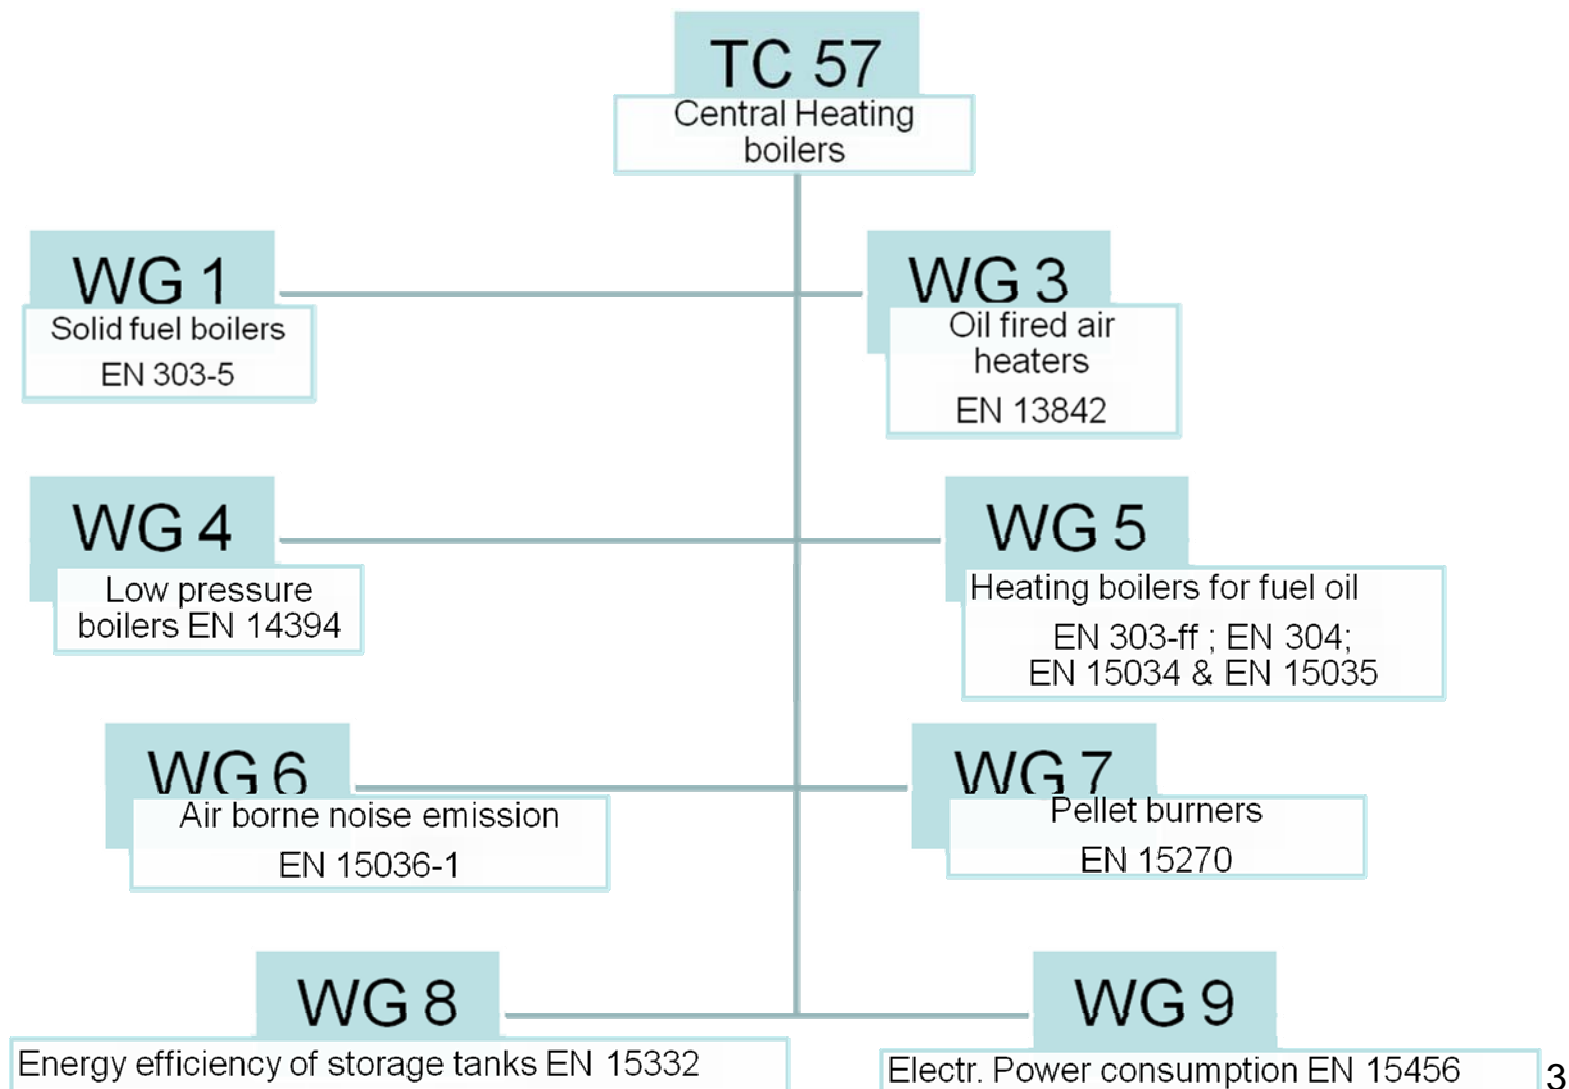 TC 57
Central Heating
boilers
WG 1
Solid fuel boilers
EN 303-5
WG 3
Oil fired air
heaters
EN 13842
WG 4
Low pressure
boilers EN 14394
WG 5
Heating boilers for fuel oil
EN 303-ff ; EN 304;
EN 15034 & EN 15035
WG 6
Air borne noise emission
EN 15036-1
WG 7
Pellet burners
EN 15270
WG 8
Energy efficiency of storage tanks EN 15332
WG 9
Electr. Power consumption EN 15456
3